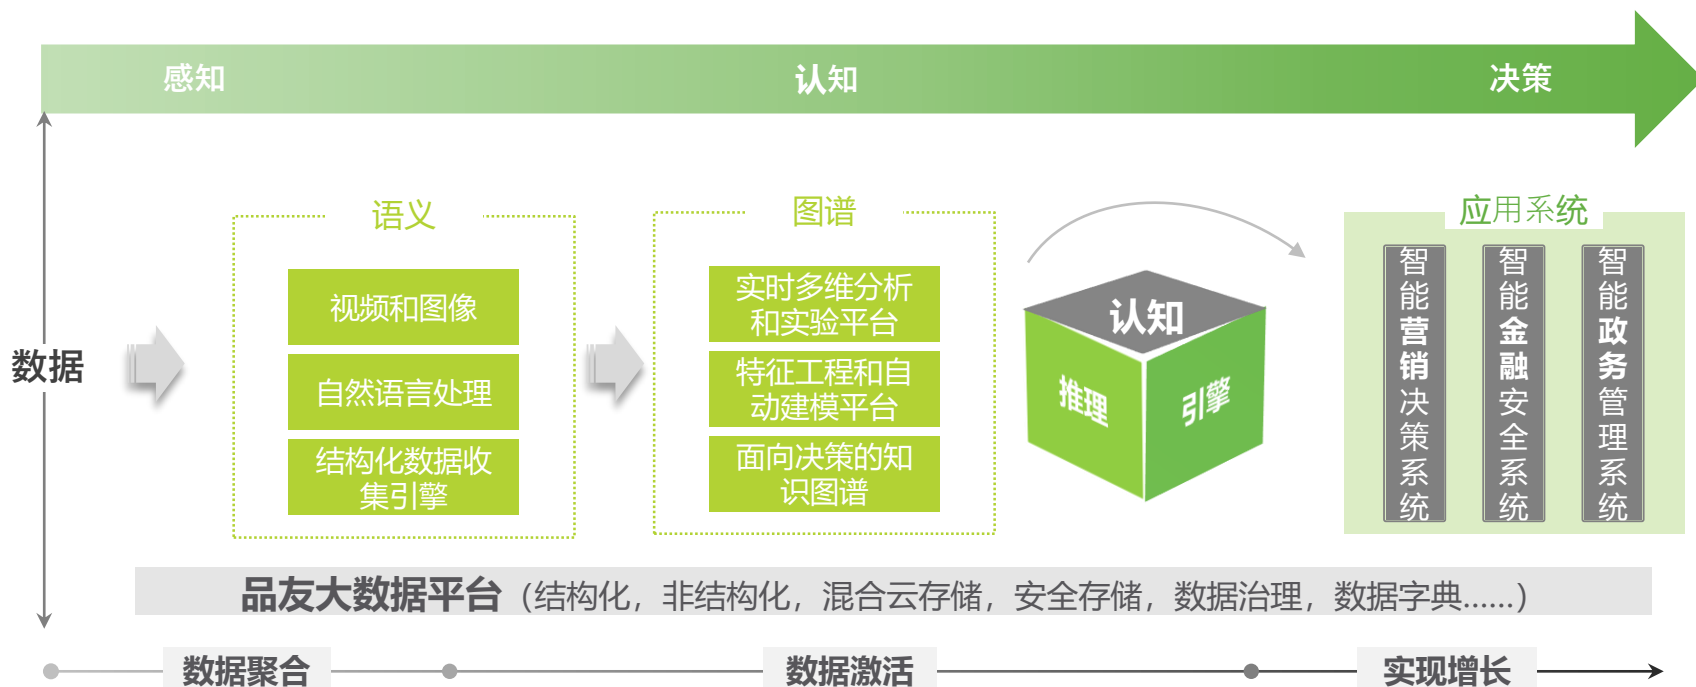 感知
认知
决策
数据
语义
视频和图像
自然语言处理
结构化数据收
集引擎
图谱
实时多维分析
和实验平台
特征工程和自
动建模平台
面向决策的知
识图谱
认知
推理
引擎
应用系统
智能营销决策系统
智能金融安全系统
智能政务管理系统
品友大数据平台（结构化，非结构化，混合云存储，安全存储，数据治理，数据字典......）
数据聚合
数据激活
实现增长